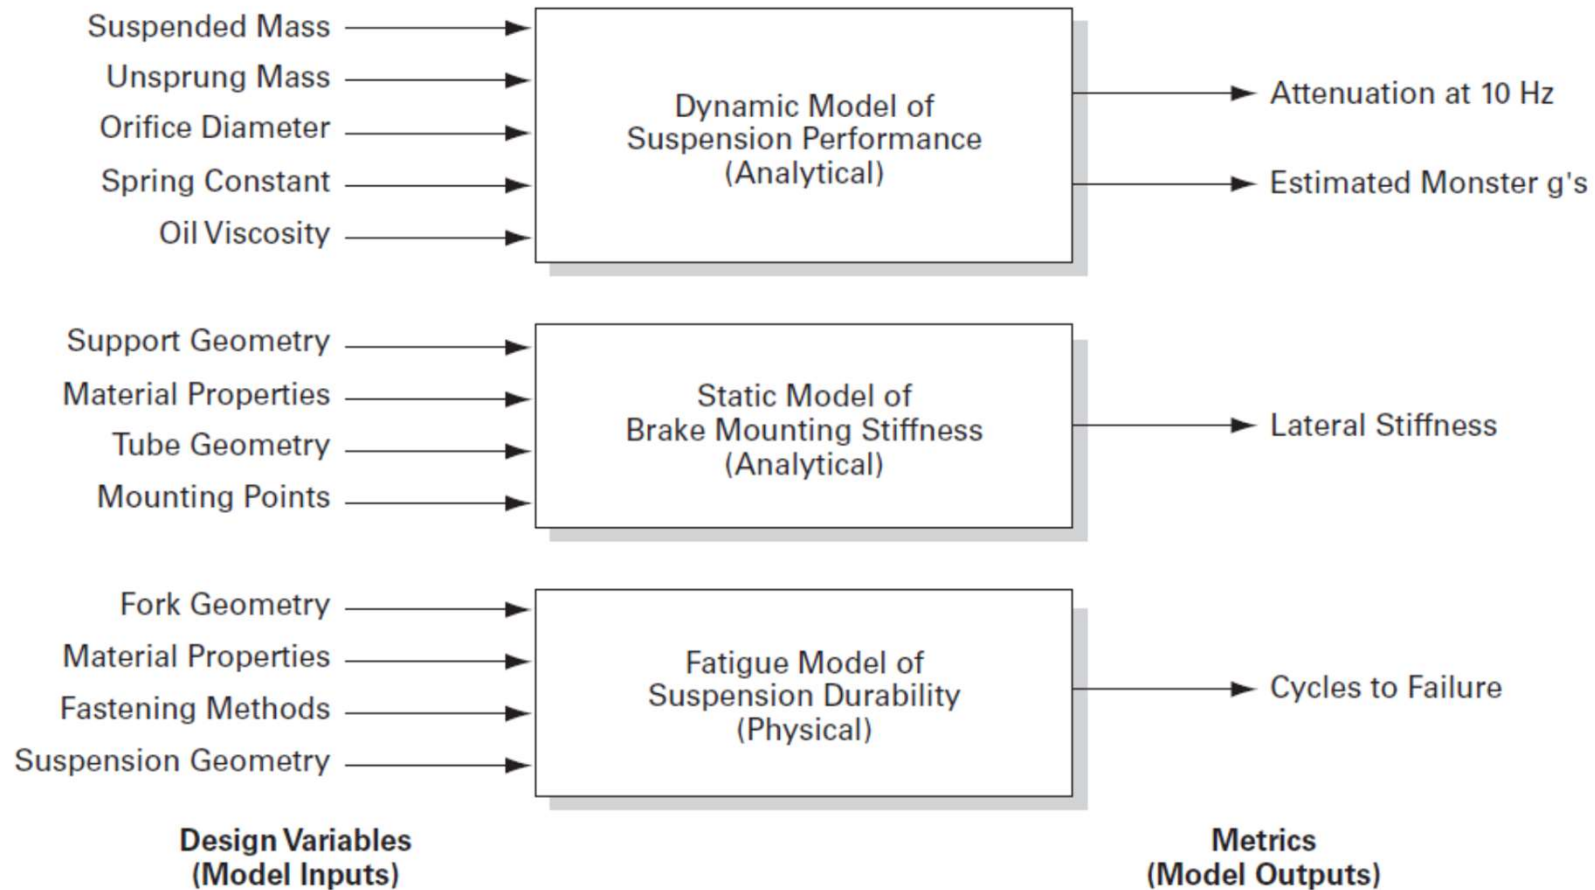 Suspended Mass
Unsprung Mass
Orifice Diameter
Spring Constant
Oil Viscosity
Dynamic Model of
Suspension Performance
(Analytical)
Attenuation at 10 Hz
Estimated Monster g's
Support Geometry
Material Properties
Tube Geometry
Mounting Points
Static Model of
Brake Mounting Stiffness
(Analytical)
Lateral Stiffness
Fork Geometry
Material Properties
Fastening Methods
Suspension Geometry
Fatigue Model of
Suspension Durability
(Physical)
Cycles to Failure
Design Variables
(Model Inputs)
Metrics
(Model Outputs)